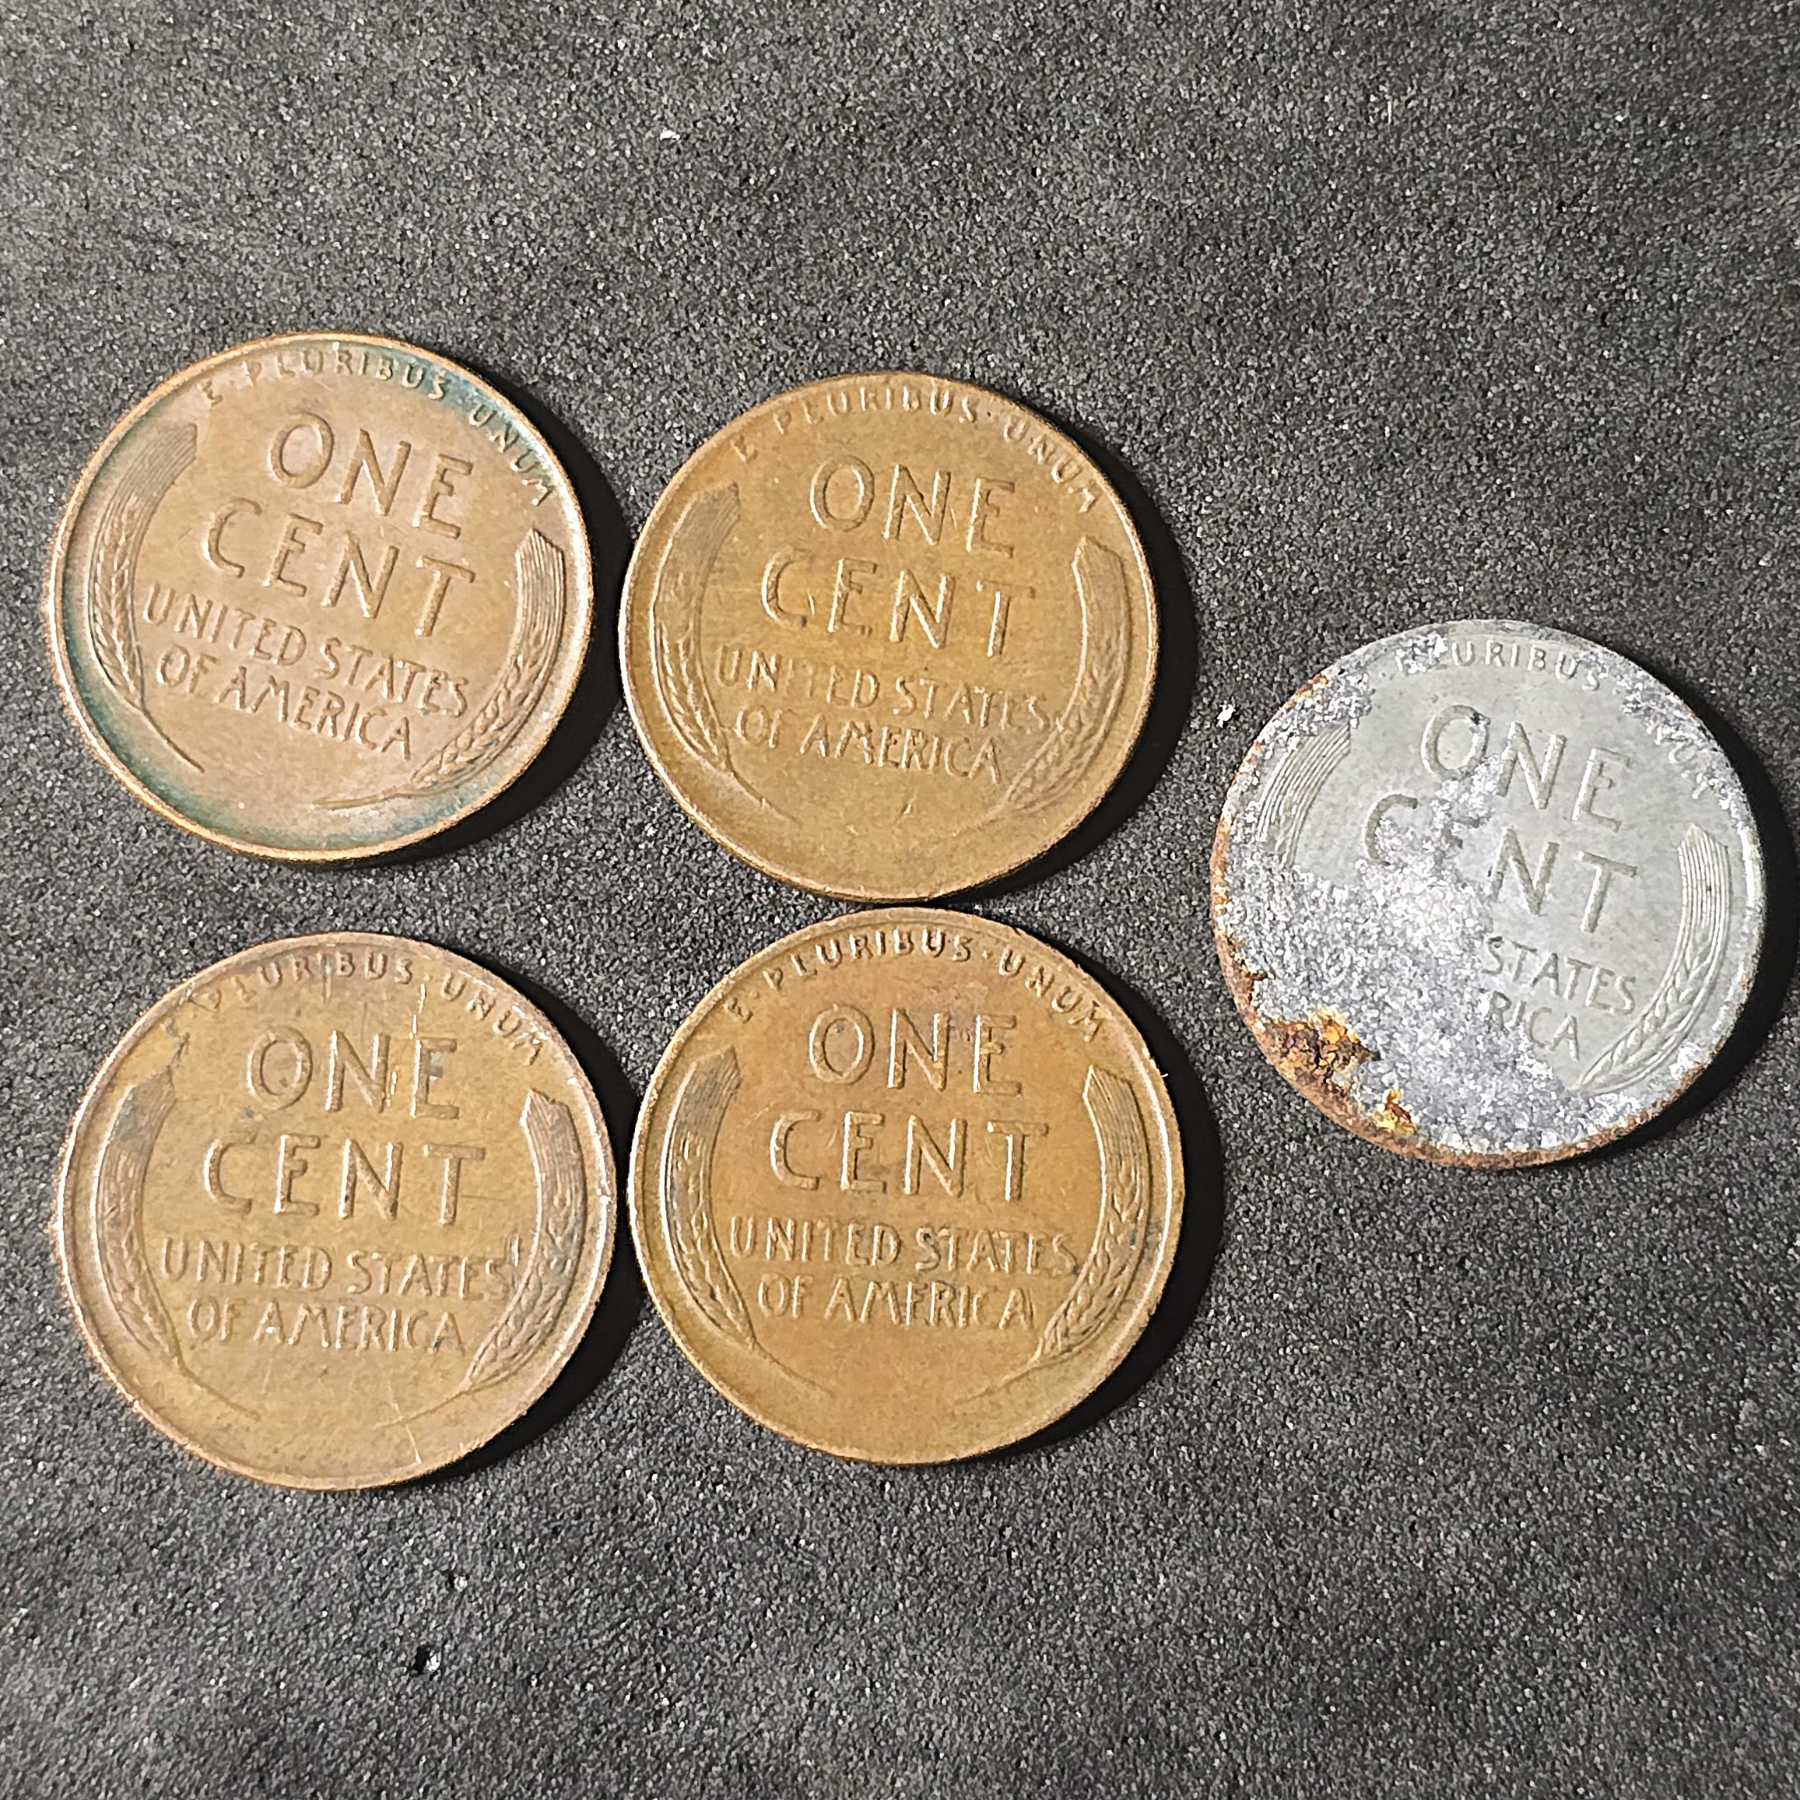 E·PLURIBUS·UNUM
ONE
CENT
UNITED STATES
OF AMERICA
E·PLURIBUS·UNUM
ONE
CENT
UNITED STATES
OF AMERICA
PLURIBUS·UNUM
ONE
CENT
STATES
RICA
E·PLURIBUS·UNUM
ONE
CENT
UNITED STATES
OF AMERICA
E·PLURIBUS·UNUM
ONE
CENT
UNITED STATES
OF AMERICA